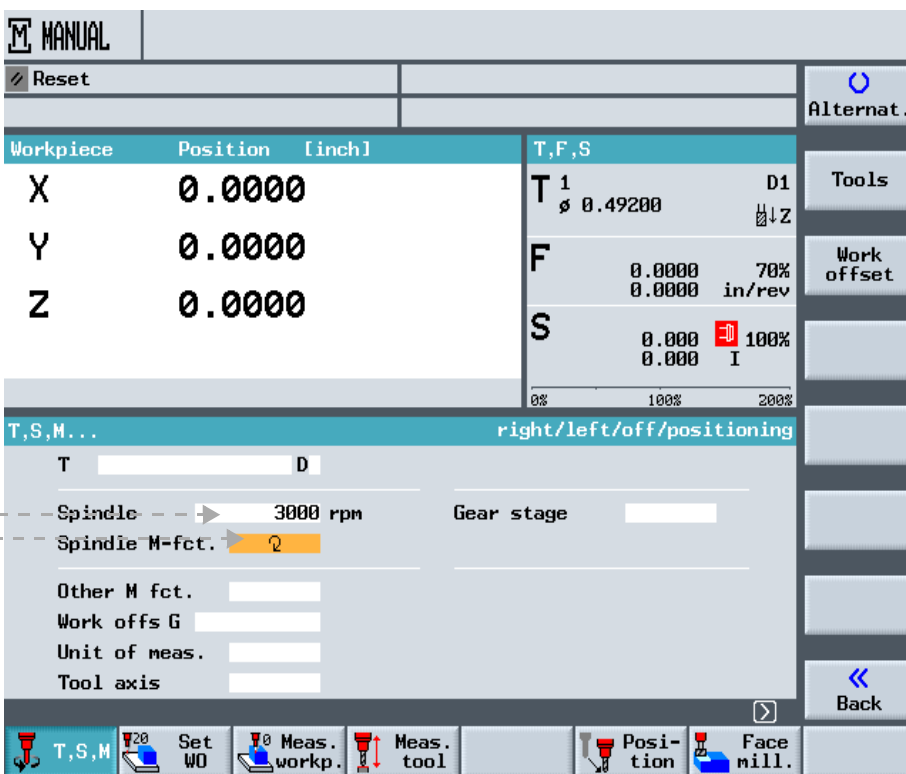 M MANUAL
Reset
Alternat.
Workpiece Position [inch]
T,F,S
X 0.0000
Y 0.0000
Z 0.0000
T 1 D1
ø 0.49200 Z
F 0.0000 70%
0.0000 in/rev
S 0.000 100%
0.000 I
0% 100% 200%
Tools
Work
offset
T,S,M... right/left/off/positioning
T D
Spindle 3000 rpm Gear stage
Spindle M-fct.
Other M fct.
Work offs G
Unit of meas.
Tool axis
Back
T,S,M
T20 Set
WO
0 Meas.
workp.
Meas.
tool
Posi-
tion
Face
mill.